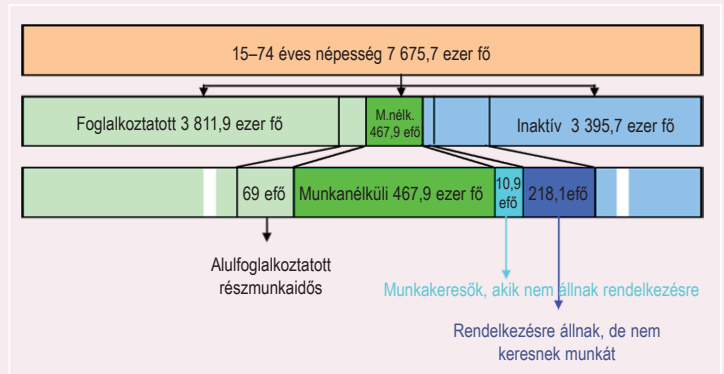 15–74 éves népesség 7 675,7 ezer fő
Foglalkoztatott 3 811,9 ezer fő
M.nélk.
467,9 efő
Inaktív 3 395,7 ezer fő
69 efő
Munkanélküli 467,9 ezer fő
10,9
efő
218,1efő
Alulfoglalkoztatott
részmunkaidős
Munkakeresők, akik nem állnak rendelkezésre
Rendelkezésre állnak, de nem
keresnek munkát